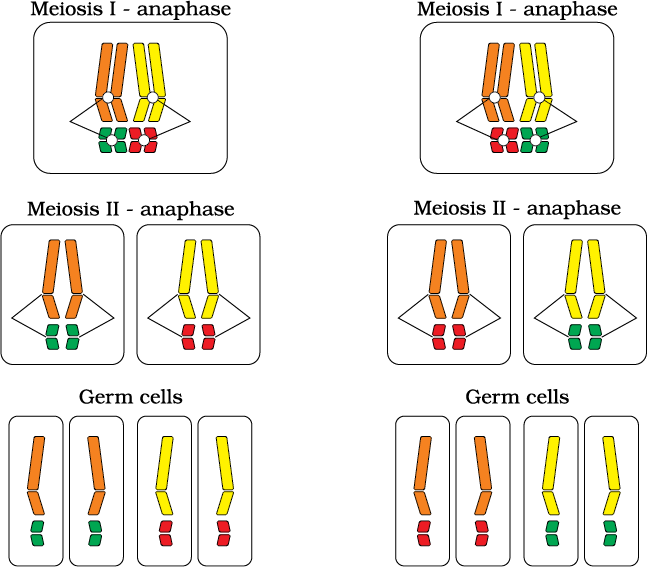 Meiosis I - anaphase
Meiosis I - anaphase
Meiosis II - anaphase
Meiosis II - anaphase
Germ cells
Germ cells